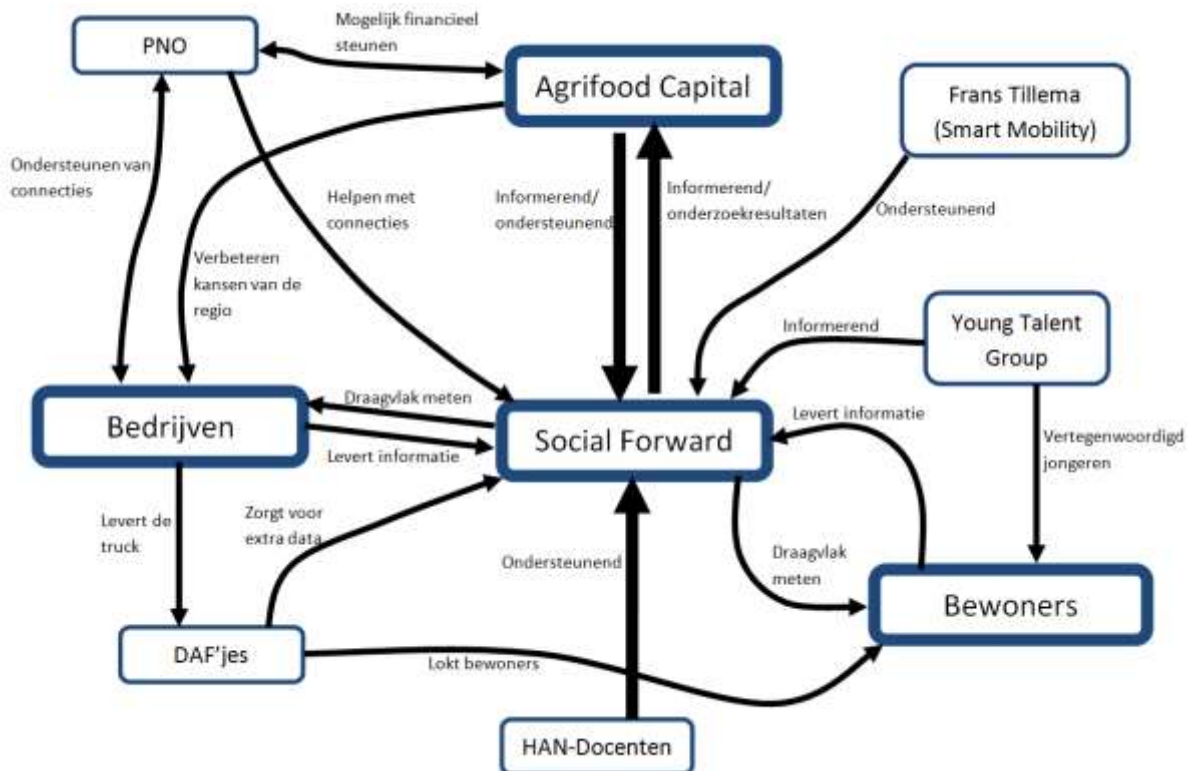 Mogelijk financieel
steunen
PNO
Agrifood Capital
Frans Tillema
(Smart Mobility)
Ondersteunen van
connecties
Helpen met
connecties
Informerend/
ondersteunend
Informerend/
onderzoekresultaten
Ondersteunend
Verbeteren
kansen van de
regio
Informerend
Young Talent
Group
Draagvlak meten
Bedrijven
Levert informatie
Social Forward
Levert informatie
Vertegenwoordigd
jongeren
Levert de
truck
Zorgt voor
extra data
Ondersteunend
Draagvlak
meten
Bewoners
DAF'jes
Lokt bewoners
HAN-Docenten